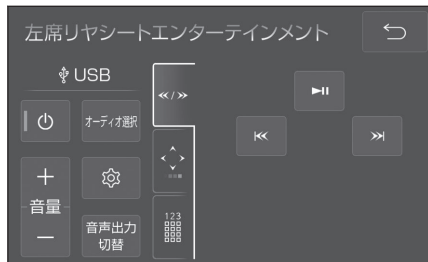 左席リヤシートエンターテインメント
USB
オーディオ選択
＋
音量
－
音声出力
切替
≪/≫
123